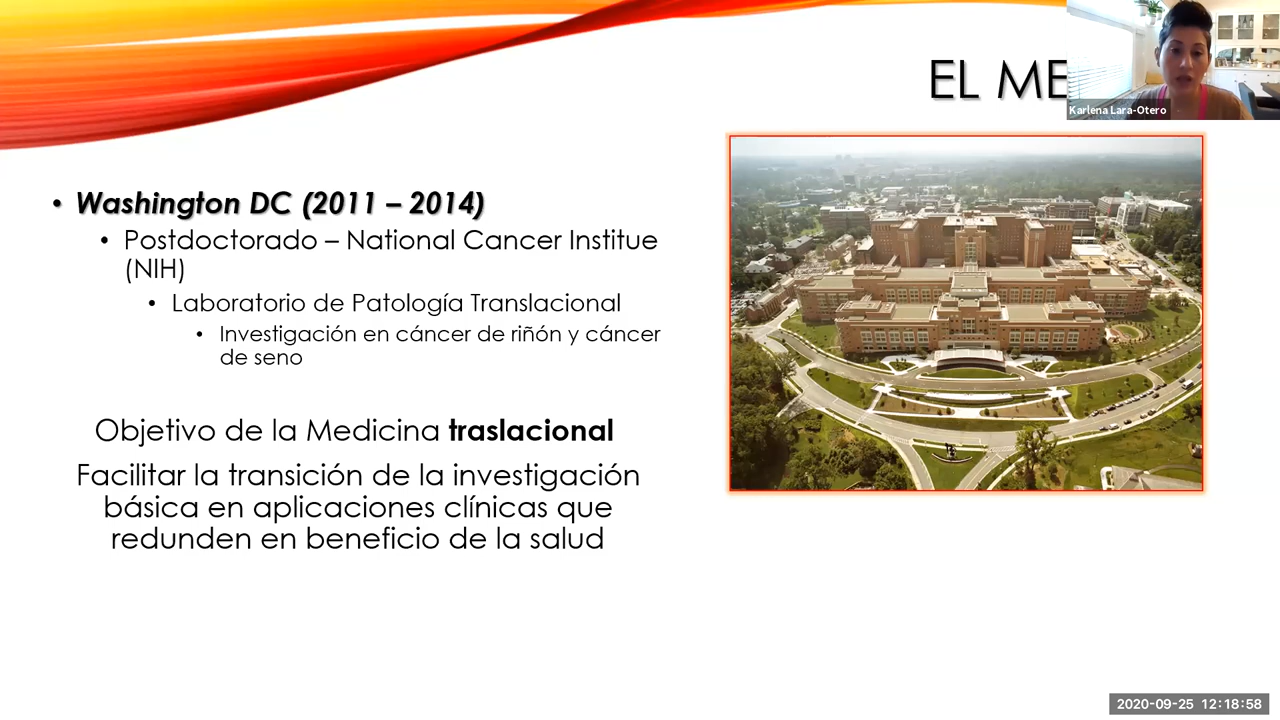 EL ME
Karlena Lara-Otero
• Washington DC (2011 – 2014)
• Postdoctorado – National Cancer Institue
(NIH)
• Laboratorio de Patología Translacional
• Investigación en cáncer de riñón y cáncer
de seno
Objetivo de la Medicina traslacional
Facilitar la transición de la investigación
básica en aplicaciones clínicas que
redunden en beneficio de la salud
2020-09-25 12:18:58